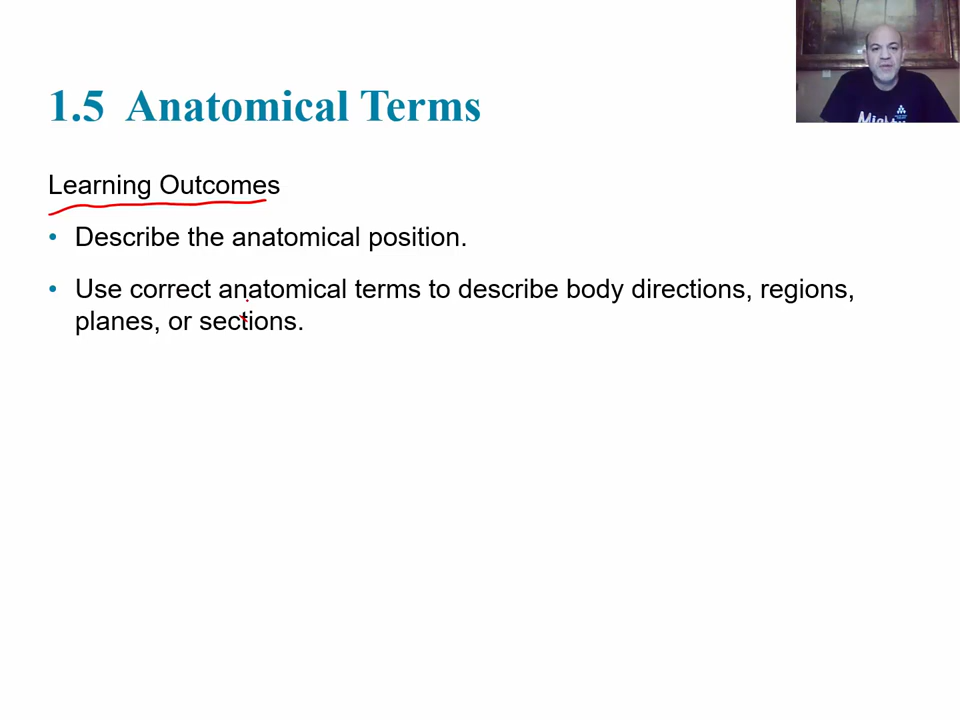 1.5 Anatomical Terms
Learning Outcomes
• Describe the anatomical position.
• Use correct anatomical terms to describe body directions, regions,
planes, or sections.